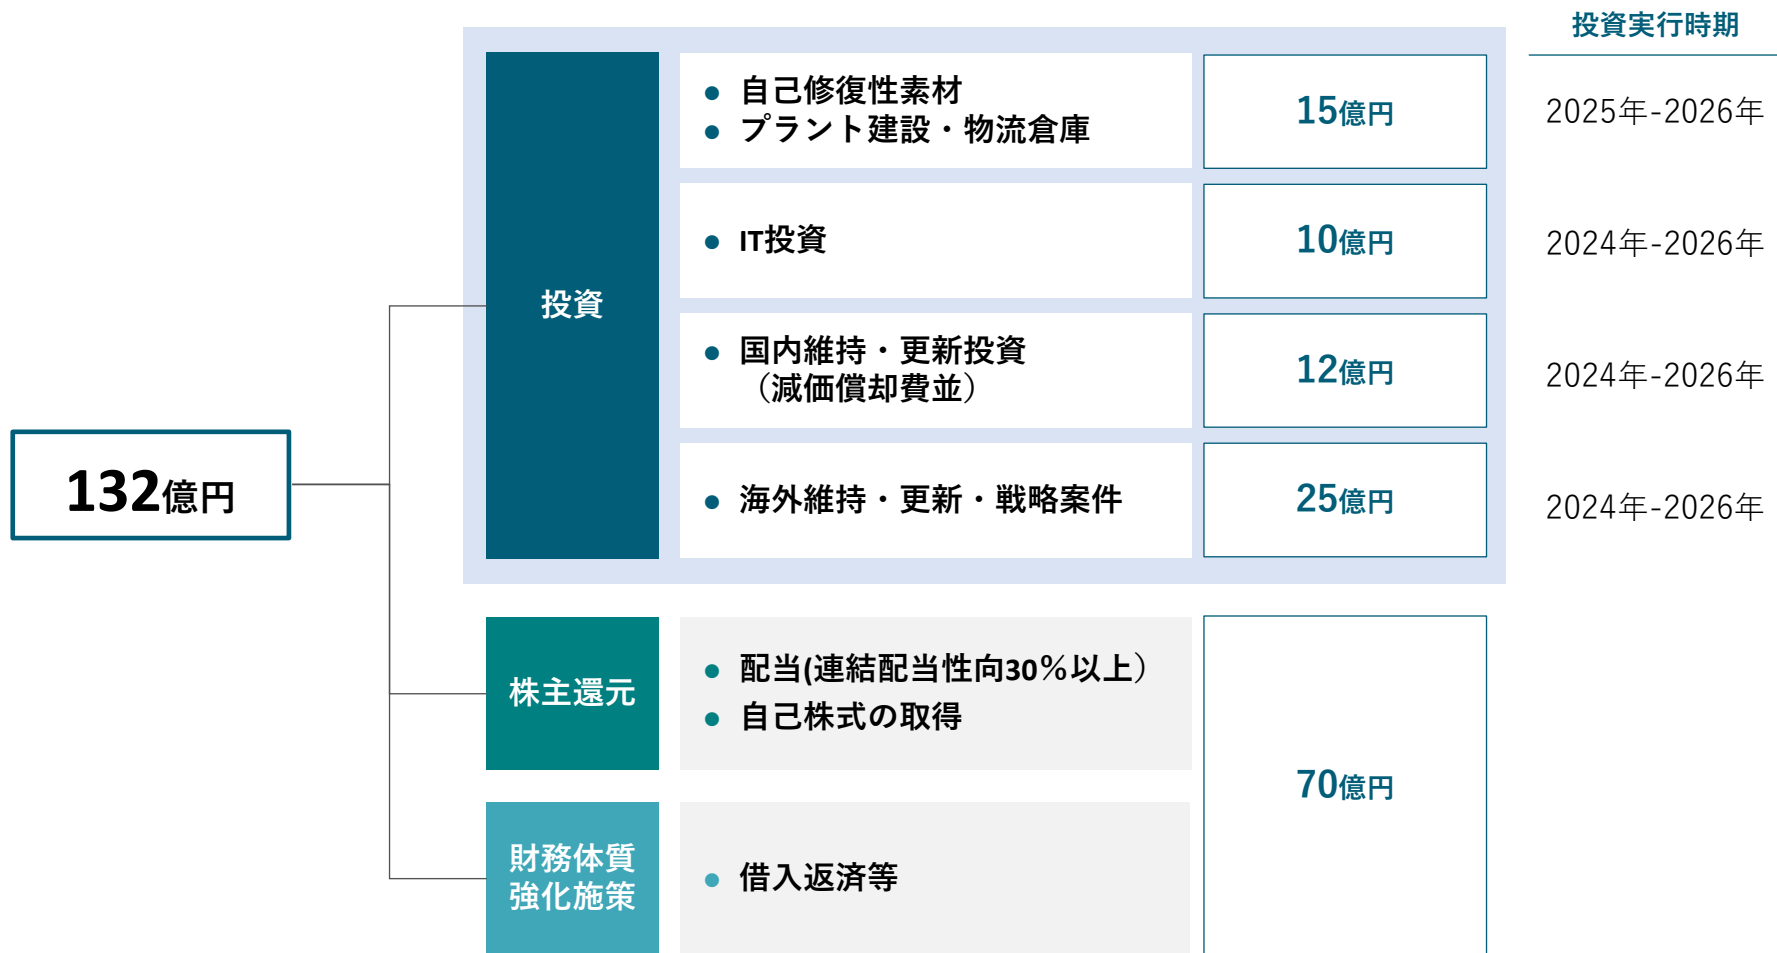 投資実行時期
132億円
投資
自己修復性素材
プラント建設・物流倉庫
15億円
2025年-2026年
IT投資
10億円
2024年-2026年
国内維持・更新投資
（減価償却費並）
12億円
2024年-2026年
海外維持・更新・戦略案件
25億円
2024年-2026年
株主還元
配当(連結配当性向30％以上）
自己株式の取得
70億円
財務体質
強化施策
借入返済等